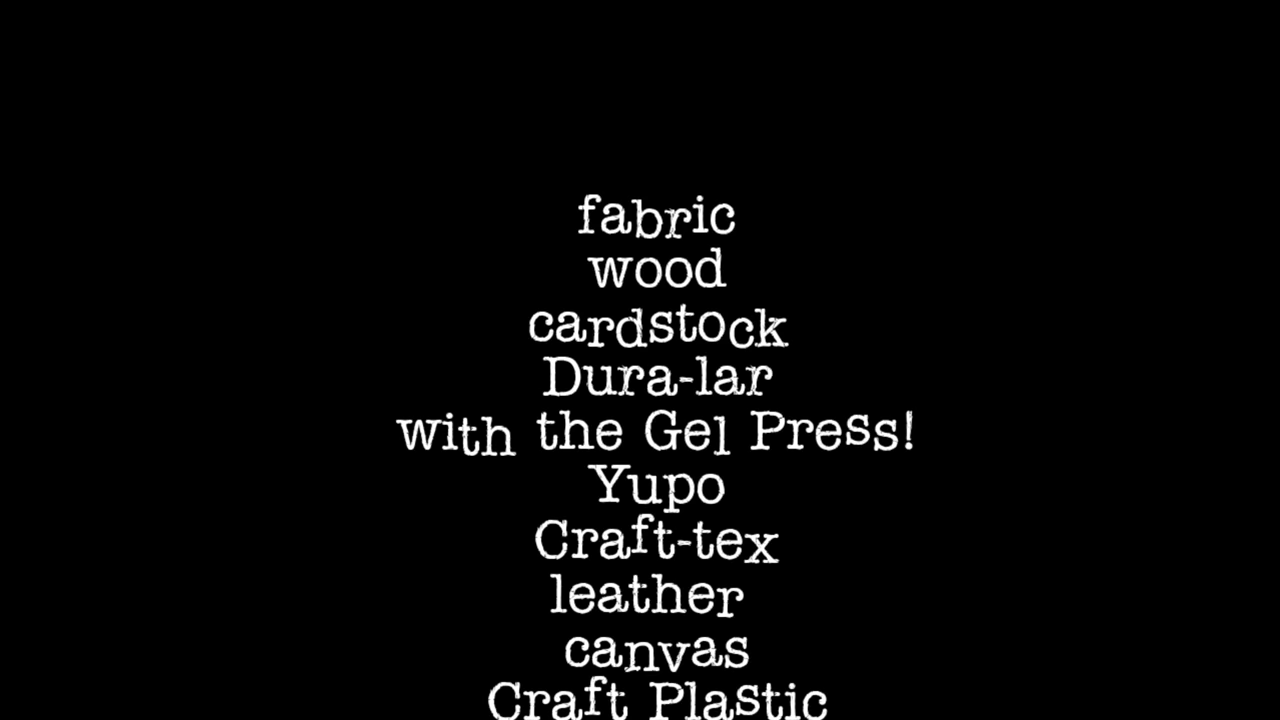 fabric
wood
cardstock
Dura-lar
with the Gel Press!
Yupo
Craft-tex
leather
canvas
Craft Plastic